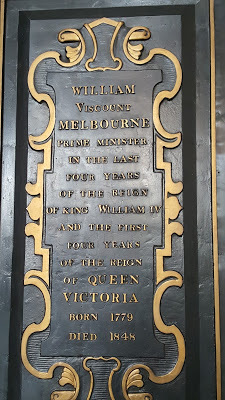 WILLIAM
VISCOUNT
MELBOURNE
PRIME MINISTER
IN THE LAST
FOUR YEARS
OF THE REIGN
OF KING WILLIAM IV
AND THE FIRST
FOUR YEARS
OF THE REIGN
OF QUEEN
VICTORIA
BORN 1779
DIED 1848